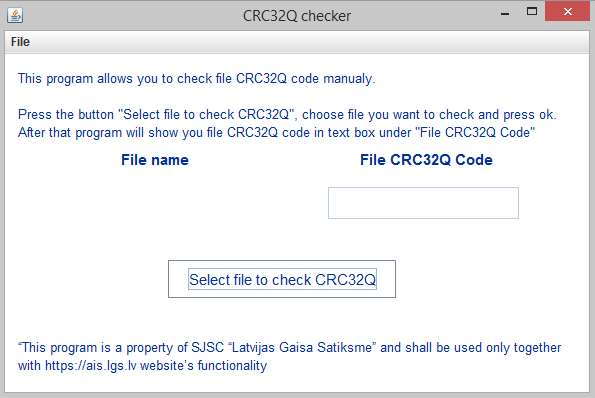 CRC32Q checker
File
This program allows you to check file CRC32Q code manualy.
Press the button "Select file to check CRC32Q", choose file you want to check and press ok.
After that program will show you file CRC32Q code in text box under "File CRC32Q Code"
File name File CRC32Q Code
Select file to check CRC32Q
“This program is a property of SJSC “Latvijas Gaisa Satiksme” and shall be used only together
with https://ais.lgs.lv website’s functionality